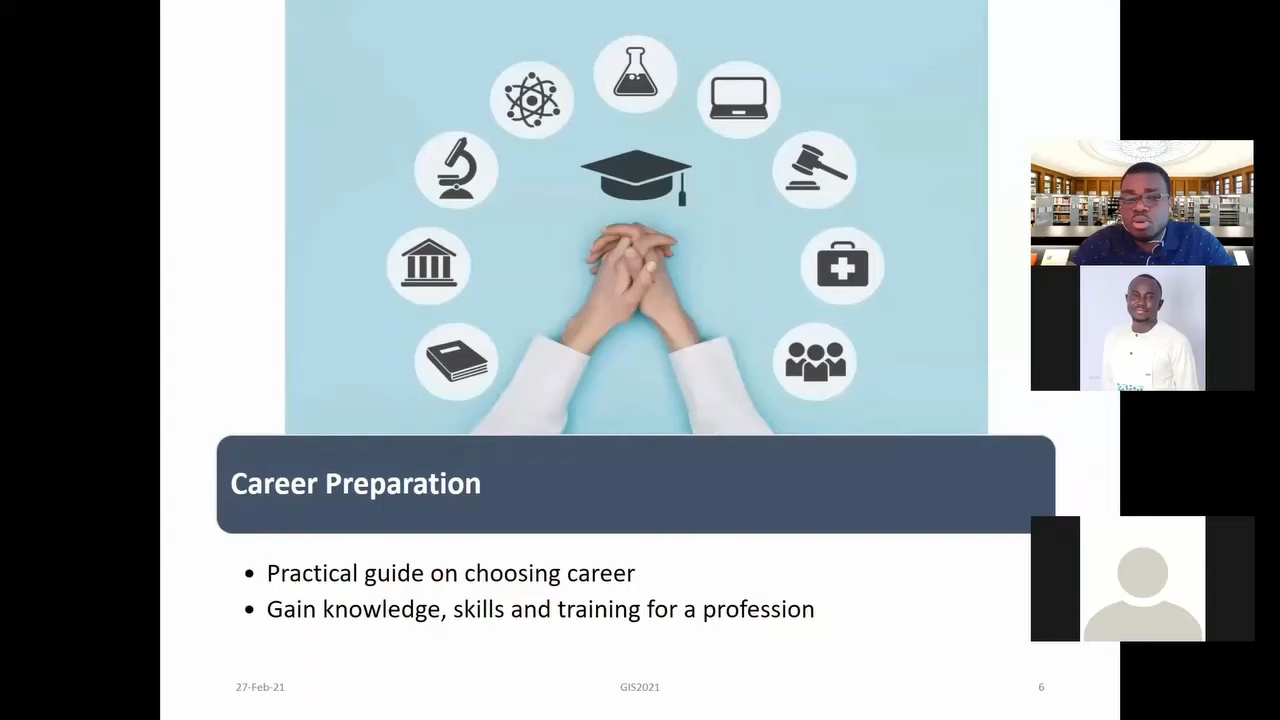 Career Preparation
• Practical guide on choosing career
• Gain knowledge, skills and training for a profession
27-Feb-21
GIS2021
6